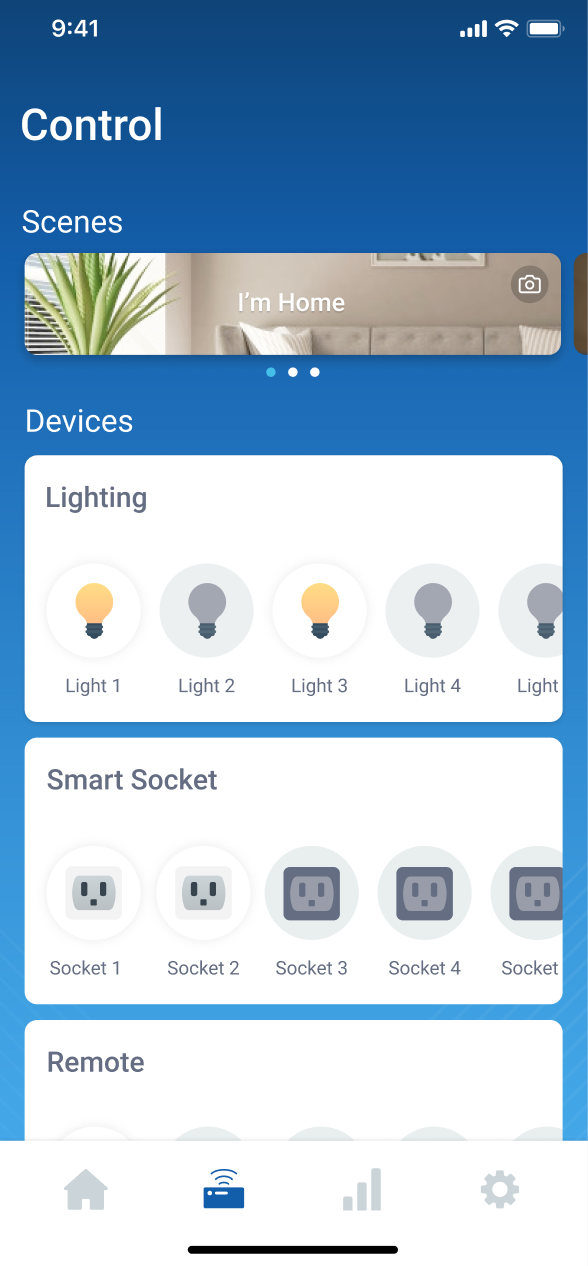 9:41
Control
Scenes
I'm Home
Devices
Lighting
Light 1
Light 2
Light 3
Light 4
Light
Smart Socket
Socket 1
Socket 2
Socket 3
Socket 4
Socket
Remote